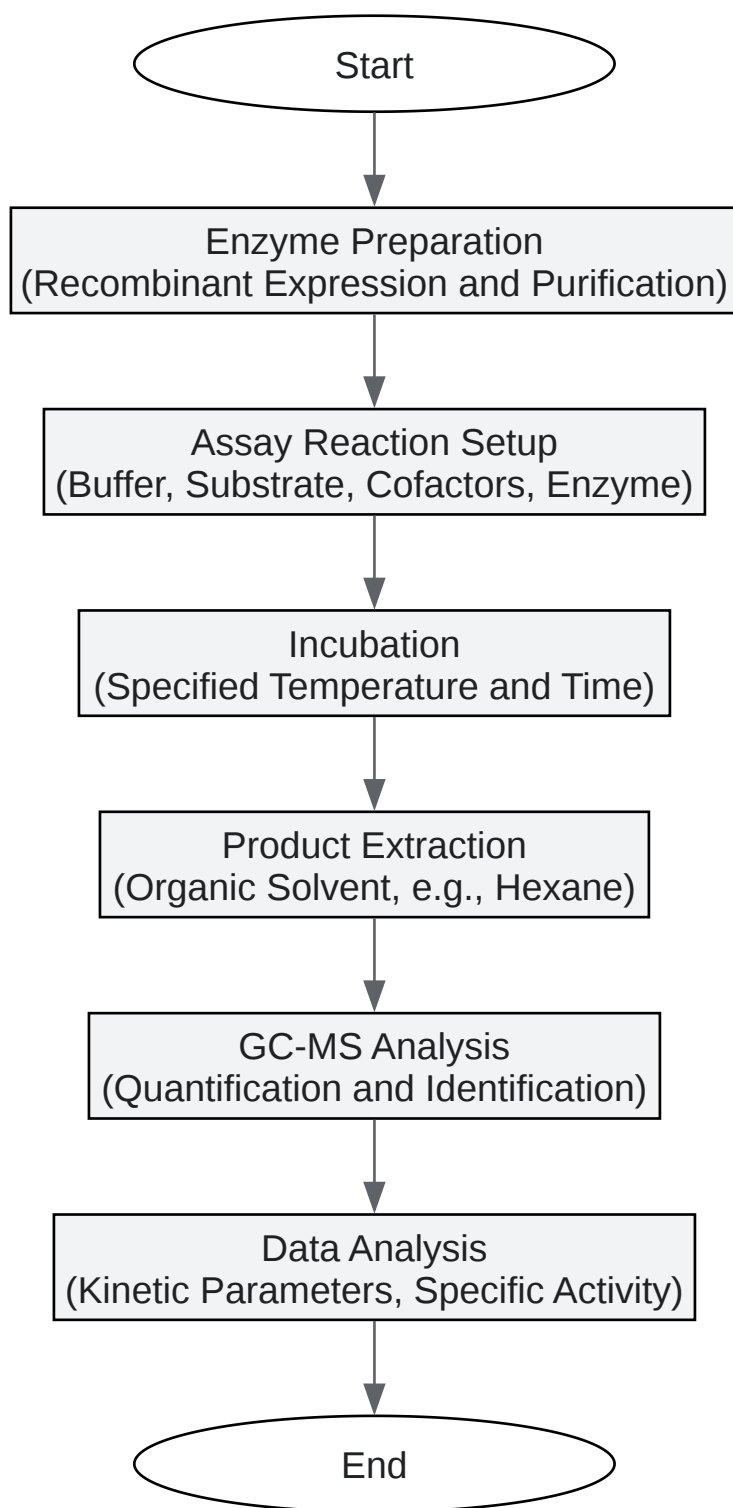 Start
Enzyme Preparation
(Recombinant Expression and Purification)
Assay Reaction Setup
(Buffer, Substrate, Cofactors, Enzyme)
Incubation
(Specified Temperature and Time)
Product Extraction
(Organic Solvent, e.g., Hexane)
GC-MS Analysis
(Quantification and Identification)
Data Analysis
(Kinetic Parameters, Specific Activity)
End